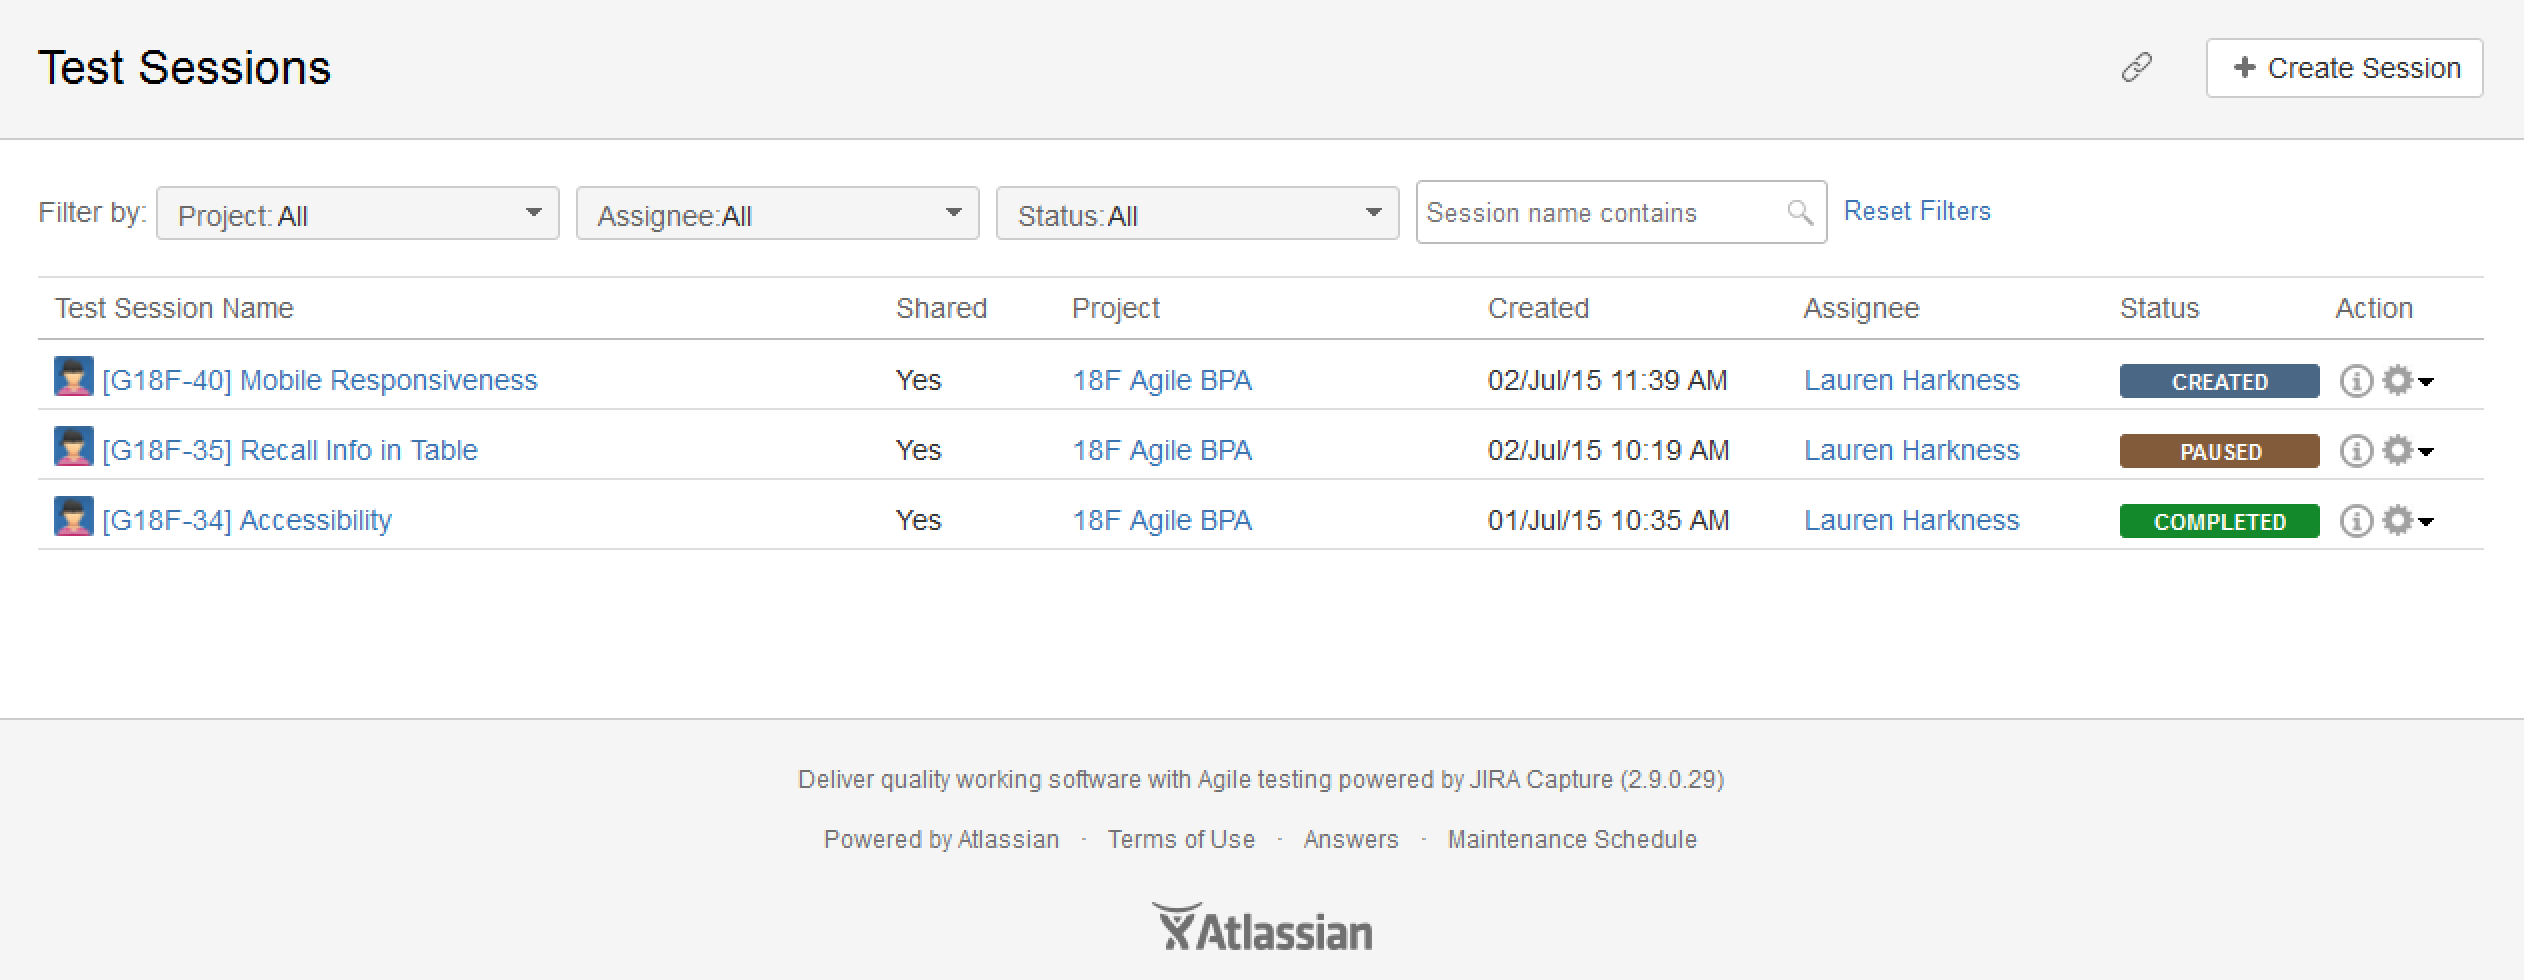 Test Sessions
Create Session
Filter by: Project: All Assignee: All Status: All Session name contains Reset Filters
Test Session Name Shared Project Created Assignee Status Action
[G18F-40] Mobile Responsiveness Yes 18F Agile BPA 02/Jul/15 11:39 AM Lauren Harkness CREATED
[G18F-35] Recall Info in Table Yes 18F Agile BPA 02/Jul/15 10:19 AM Lauren Harkness PAUSED
[G18F-34] Accessibility Yes 18F Agile BPA 01/Jul/15 10:35 AM Lauren Harkness COMPLETED
Deliver quality working software with Agile testing powered by JIRA Capture (2.9.0.29)
Powered by Atlassian · Terms of Use · Answers · Maintenance Schedule
Atlassian